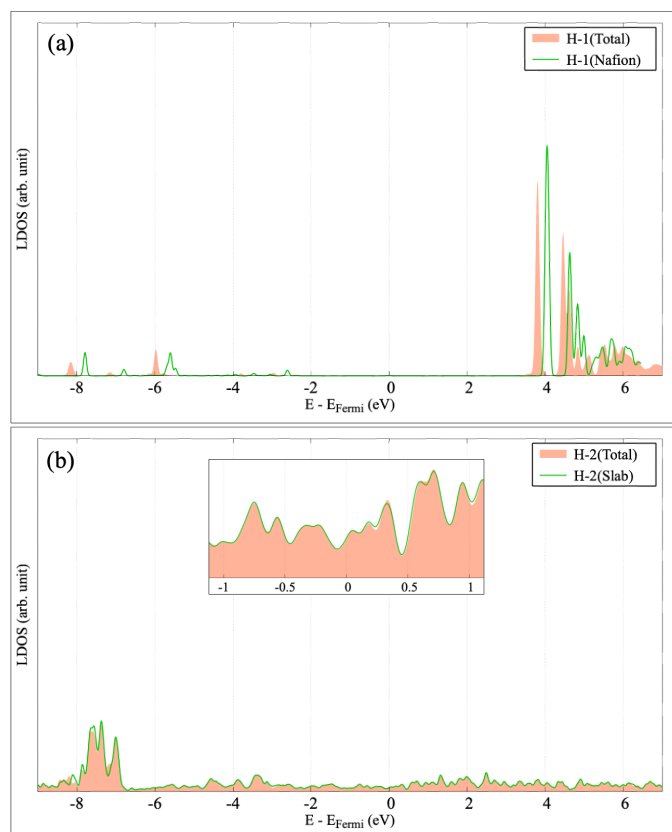 (a)
H-1(Total)
H-1(Nafion)
LDOS (arb. unit)
-8 -6 -4 -2 0 2 4 6
E - EFermi (eV)
(b)
H-2(Total)
H-2(Slab)
-1 -0.5 0 0.5 1
LDOS (arb. unit)
-8 -6 -4 -2 0 2 4 6
E - EFermi (eV)